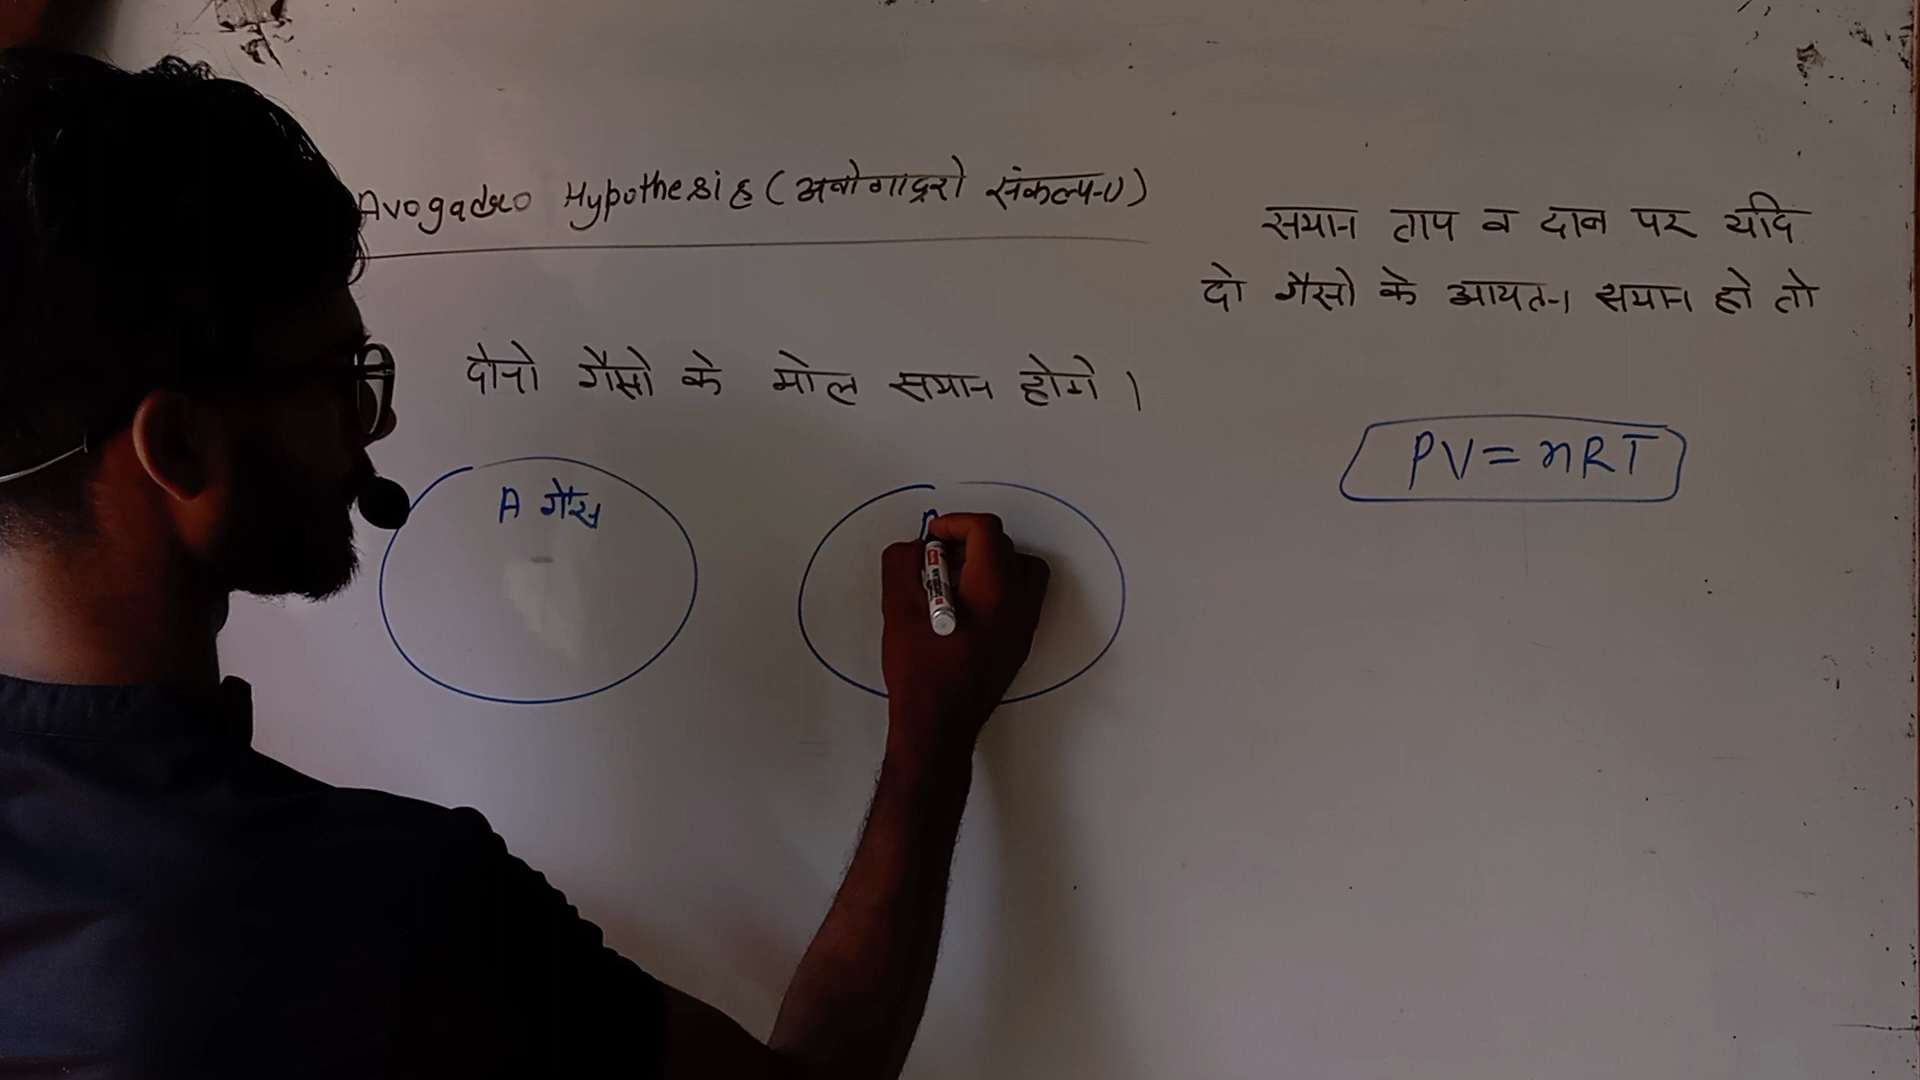 Avogadro Hypothesis (अवोगाद्रो संकल्पना)
समान ताप व दाब पर यदि
दो गैसो के आयतन समान हो तो
दोनो गैसो के मोल समान होगे।
PV = nRT
A गैस